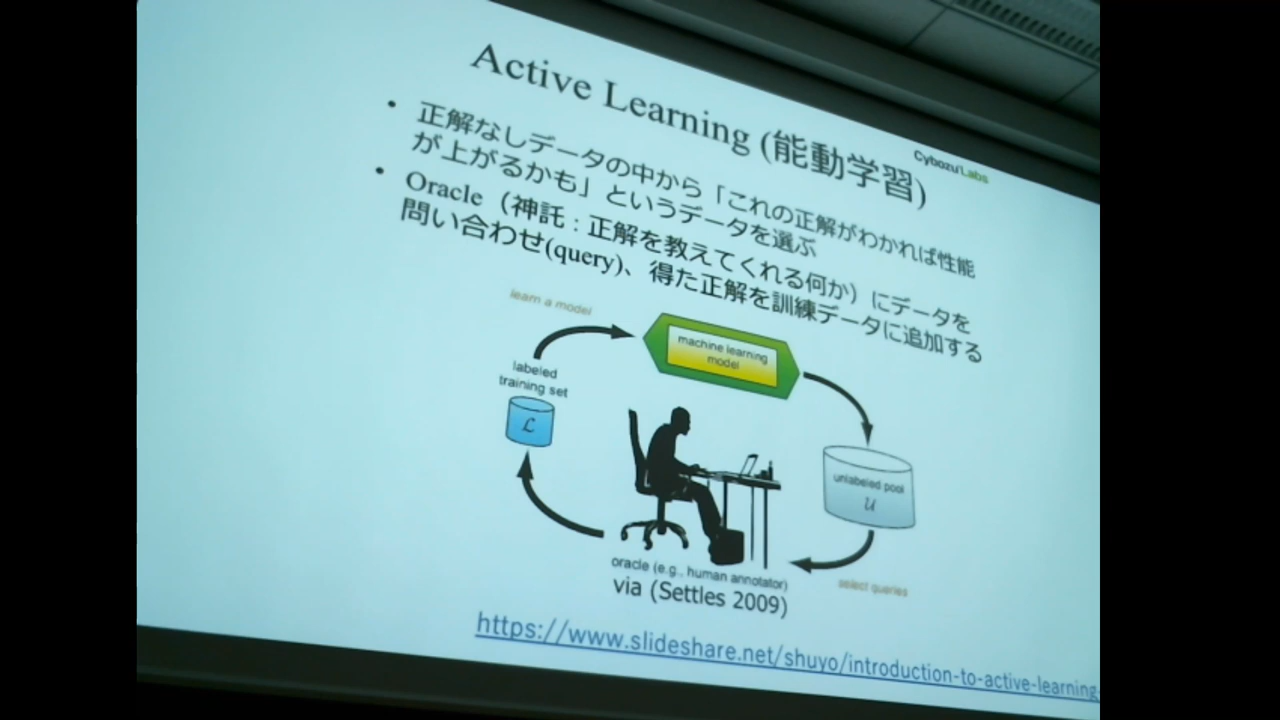 Active Learning (能動学習)
Cybozu Labs
• 正解なしデータの中から「これの正解がわかれば性能
が上がるかも」というデータを選ぶ
• Oracle（神託：正解を教えてくれる何か）にデータを
問い合わせ(query)、得た正解を訓練データに追加する
learn a model
machine learning
model
labeled
training set
ℒ
unlabeled pool
𝒰
oracle (e.g., human annotator)
select queries
via (Settles 2009)
https://www.slideshare.net/shuyo/introduction-to-active-learning-